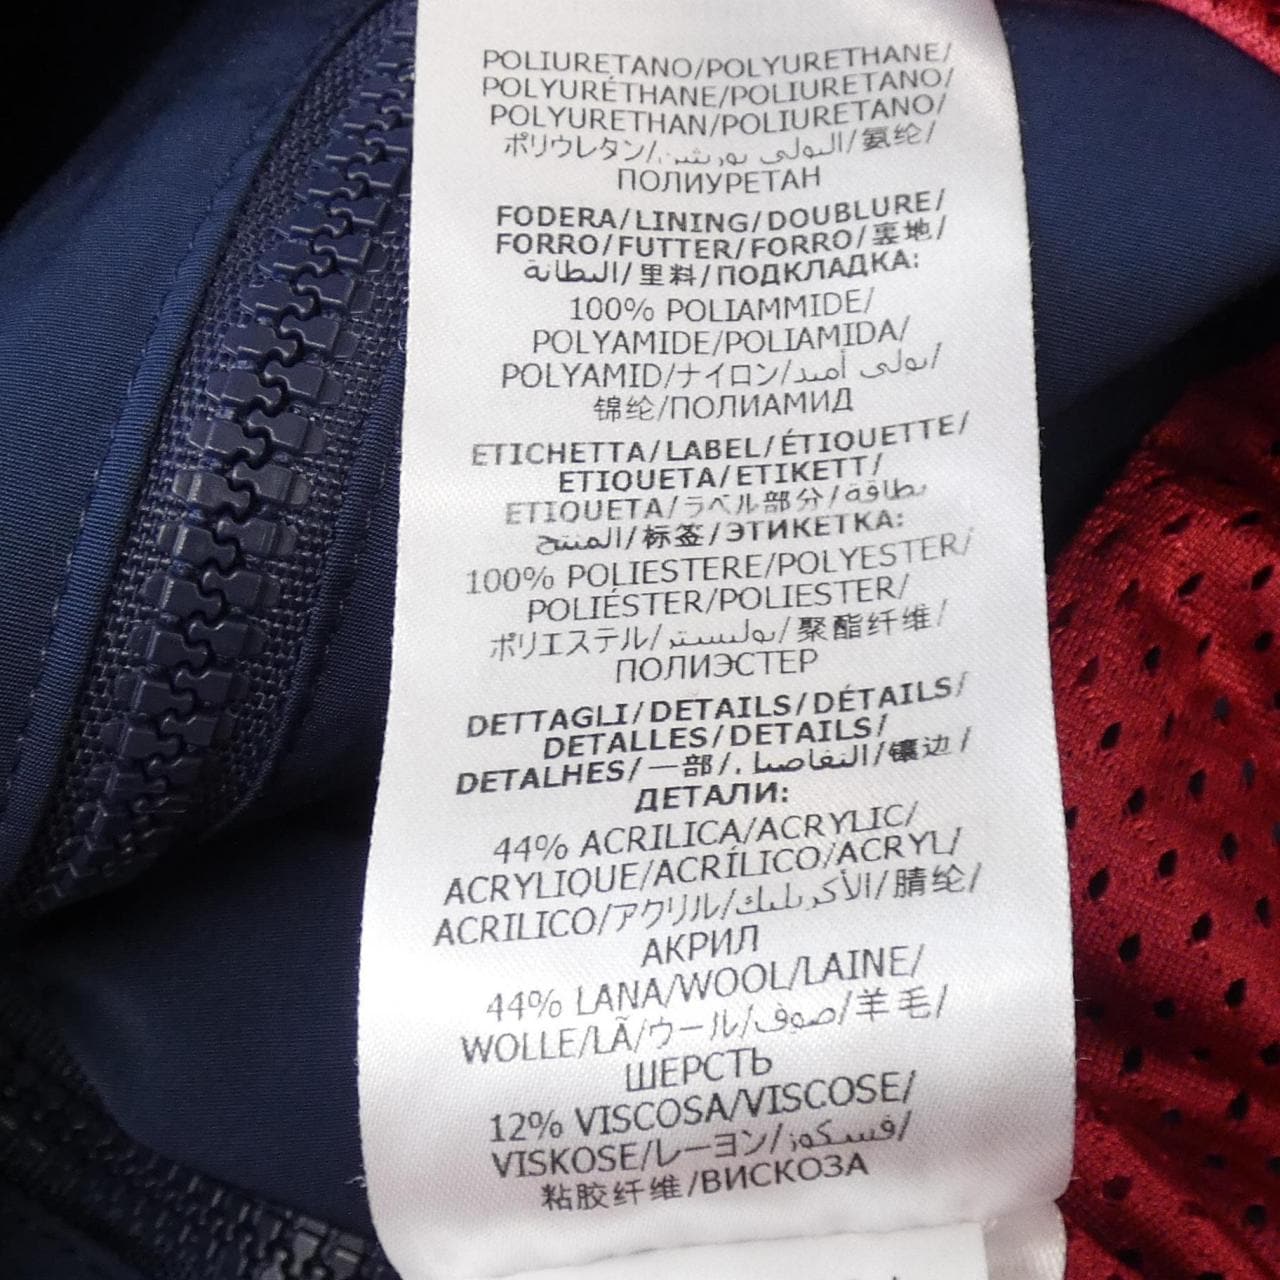 POLIURETANO/POLYURETHANE/
POLYURÉTHANE/POLIURETANO/
POLYURETHAN/POLIURETANO/
ポリウレタン/البولى يورشين/氨纶/
ПОЛИУРЕТАН
FODERA/LINING/DOUBLURE/
FORRO/FUTTER/FORRO/裏地/
البطانة/里料/ПОДКЛАДКА:
100% POLIAMMIDE/
POLYAMIDE/POLIAMIDA/
POLYAMID/ナイロン/بولى أميد/
锦纶/ПОЛИАМИД
ETICHETTA/LABEL/ÉTIQUETTE/
ETIQUETA/ETIKETT/
ETIQUETA/ラベル部分/بطاقة
المنتج/标签/ЭТИКЕТКА:
100% POLIESTERE/POLYESTER/
POLIÉSTER/POLIESTER/
ポリエステル/بوليستر/聚酯纤维/
ПОЛИЭСТЕР
DETTAGLI/DETAILS/DÉTAILS/
DETALLES/DETAILS/
DETALHES/一部/التفاصيل/镶边/
ДЕТАЛИ:
44% ACRILICA/ACRYLIC/
ACRYLIQUE/ACRÍLICO/ACRYL/
ACRILICO/アクリル/الأكريليك/腈纶/
АКРИЛ
44% LANA/WOOL/LAINE/
WOLLE/LÃ/ウール/صوف/羊毛/
ШЕРСТЬ
12% VISCOSA/VISCOSE/
VISKOSE/レーヨン/فسكوز/
粘胶纤维/ВИСКОЗА